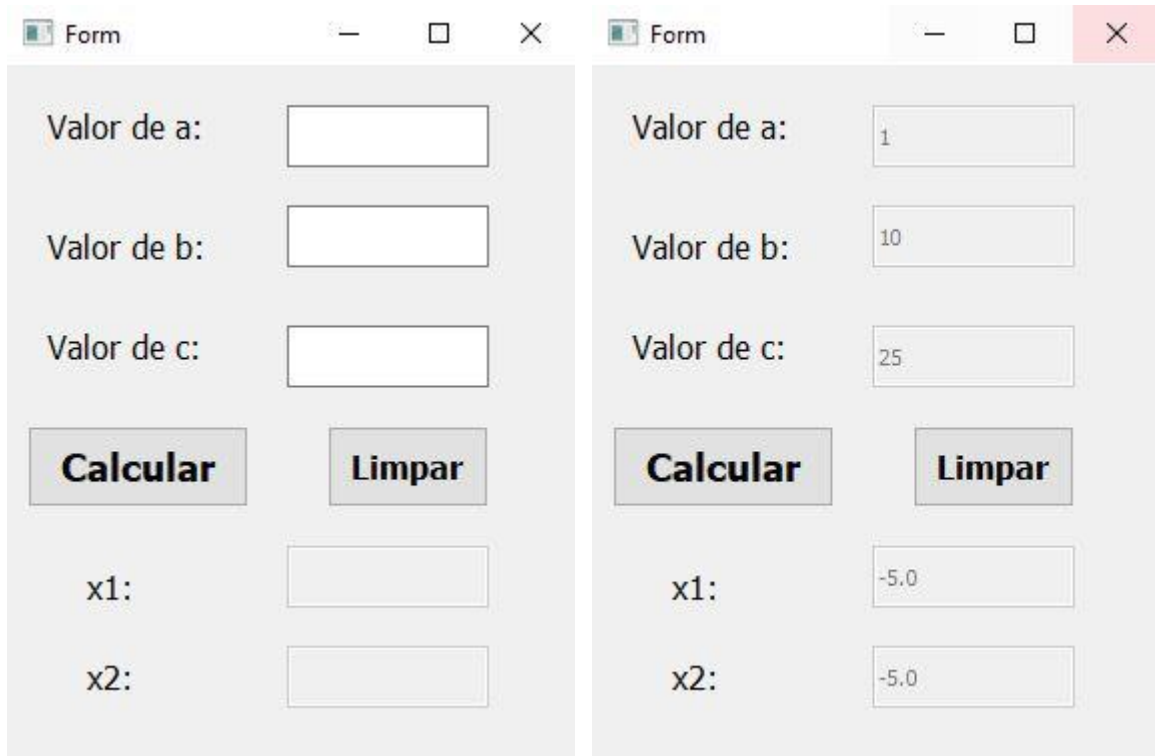 Form
Valor de a:
Valor de b:
Valor de c:
Calcular
Limpar
x1:
x2:
Form
Valor de a:
1
Valor de b:
10
Valor de c:
25
Calcular
Limpar
x1:
-5.0
x2:
-5.0